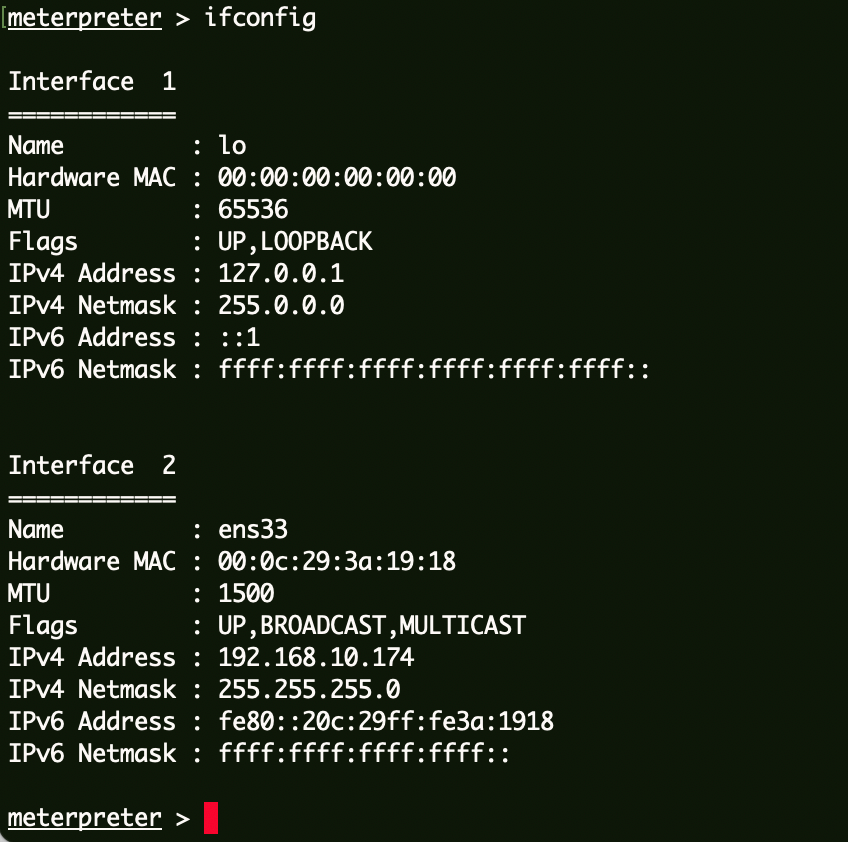 meterpreter > ifconfig
Interface  1
============
Name         : lo
Hardware MAC : 00:00:00:00:00:00
MTU          : 65536
Flags        : UP,LOOPBACK
IPv4 Address : 127.0.0.1
IPv4 Netmask : 255.0.0.0
IPv6 Address : ::1
IPv6 Netmask : ffff:ffff:ffff:ffff:ffff:ffff::
Interface  2
============
Name         : ens33
Hardware MAC : 00:0c:29:3a:19:18
MTU          : 1500
Flags        : UP,BROADCAST,MULTICAST
IPv4 Address : 192.168.10.174
IPv4 Netmask : 255.255.255.0
IPv6 Address : fe80::20c:29ff:fe3a:1918
IPv6 Netmask : ffff:ffff:ffff:ffff::
meterpreter >